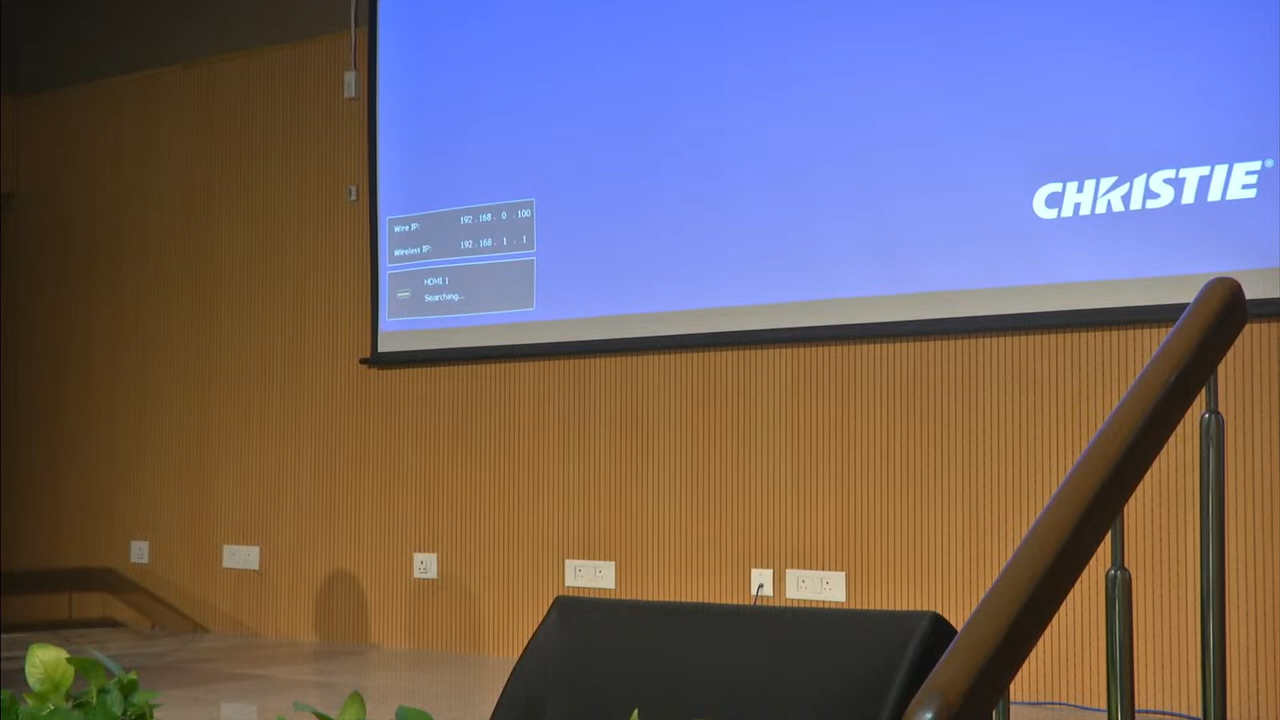 Wire IP: 192 . 168 . 0 . 100
Wireless IP: 192 . 168 . 1 . 1
HDMI 1
Searching...
CHRISTIE®